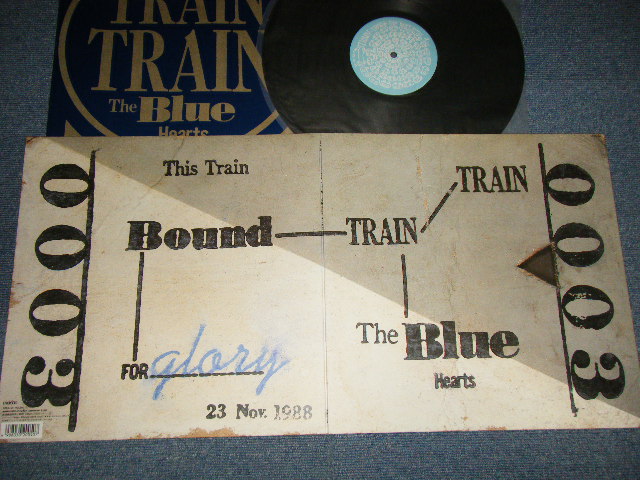 TRAIN
TRAIN
The Blue
Hearts
This Train
TRAIN
Bound
TRAIN
The Blue
Hearts
FOR glory
23 Nov. 1988
0003
0003